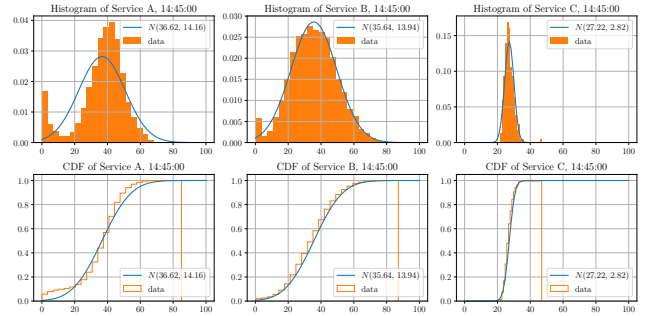 Histogram of Service A, 14:45:00
0.04
0.03
0.02
0.01
0.00
0 20 40 60 80 100
N(36.62, 14.16)
data
Histogram of Service B, 14:45:00
0.030
0.025
0.020
0.015
0.010
0.005
0.000
0 20 40 60 80 100
N(35.64, 13.94)
data
Histogram of Service C, 14:45:00
0.15
0.10
0.05
0.00
0 20 40 60 80 100
N(27.22, 2.82)
data
CDF of Service A, 14:45:00
1.0
0.8
0.6
0.4
0.2
0.0
0 20 40 60 80 100
N(36.62, 14.16)
data
CDF of Service B, 14:45:00
1.0
0.8
0.6
0.4
0.2
0.0
0 20 40 60 80 100
N(35.64, 13.94)
data
CDF of Service C, 14:45:00
1.0
0.8
0.6
0.4
0.2
0.0
0 20 40 60 80 100
N(27.22, 2.82)
data